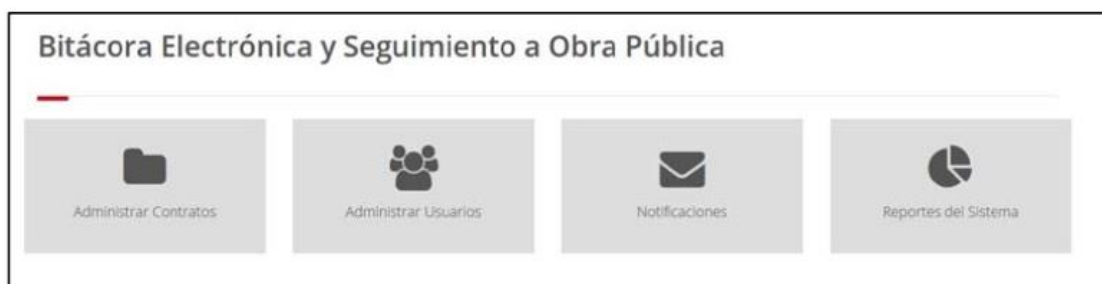 Bitácora Electrónica y Seguimiento a Obra Pública
Administrar Contratos
Administrar Usuarios
Notificaciones
Reportes del Sistema